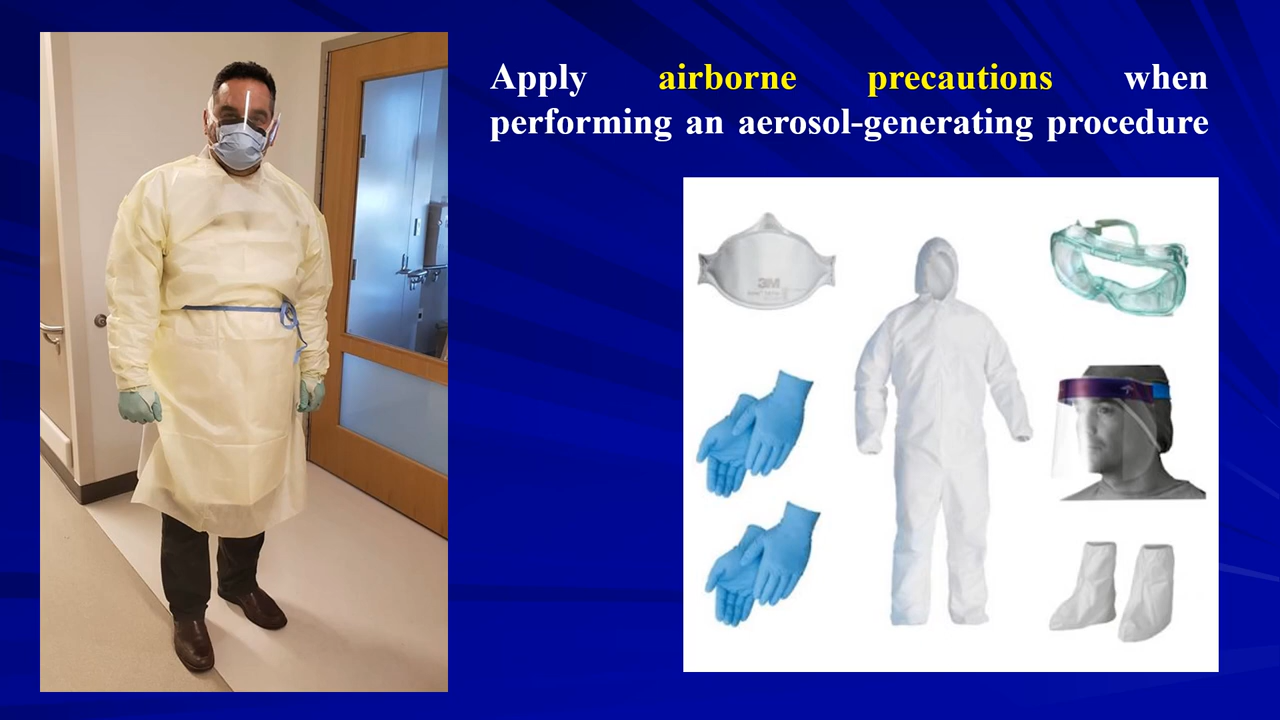 Apply airborne precautions when
performing an aerosol-generating procedure
3M